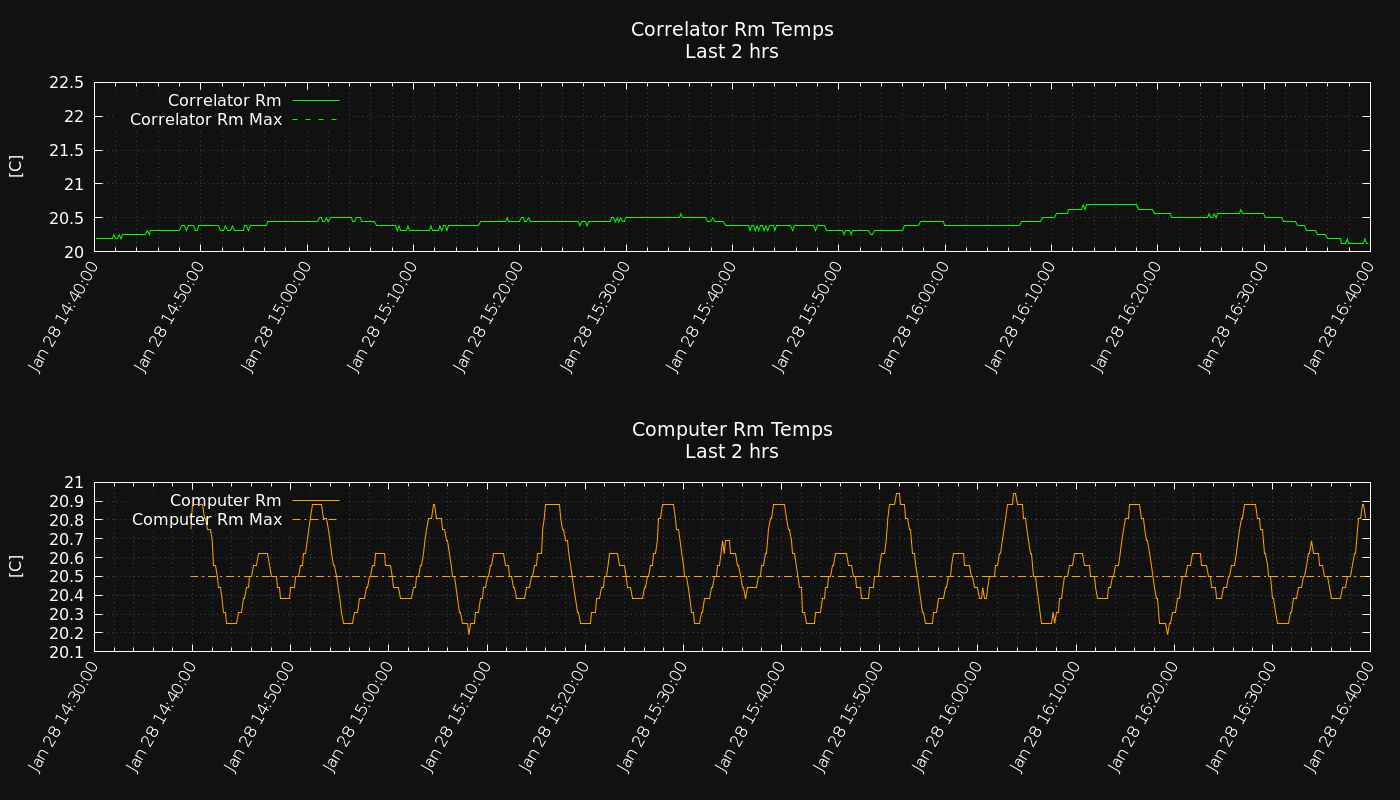 Correlator Rm Temps
Last 2 hrs
22.5
22
21.5
21
20.5
20
[C]
Correlator Rm
Correlator Rm Max
Jan 28 14:40:00
Jan 28 14:50:00
Jan 28 15:00:00
Jan 28 15:10:00
Jan 28 15:20:00
Jan 28 15:30:00
Jan 28 15:40:00
Jan 28 15:50:00
Jan 28 16:00:00
Jan 28 16:10:00
Jan 28 16:20:00
Jan 28 16:30:00
Jan 28 16:40:00
Computer Rm Temps
Last 2 hrs
21
20.9
20.8
20.7
20.6
20.5
20.4
20.3
20.2
20.1
[C]
Computer Rm
Computer Rm Max
Jan 28 14:30:00
Jan 28 14:40:00
Jan 28 14:50:00
Jan 28 15:00:00
Jan 28 15:10:00
Jan 28 15:20:00
Jan 28 15:30:00
Jan 28 15:40:00
Jan 28 15:50:00
Jan 28 16:00:00
Jan 28 16:10:00
Jan 28 16:20:00
Jan 28 16:30:00
Jan 28 16:40:00